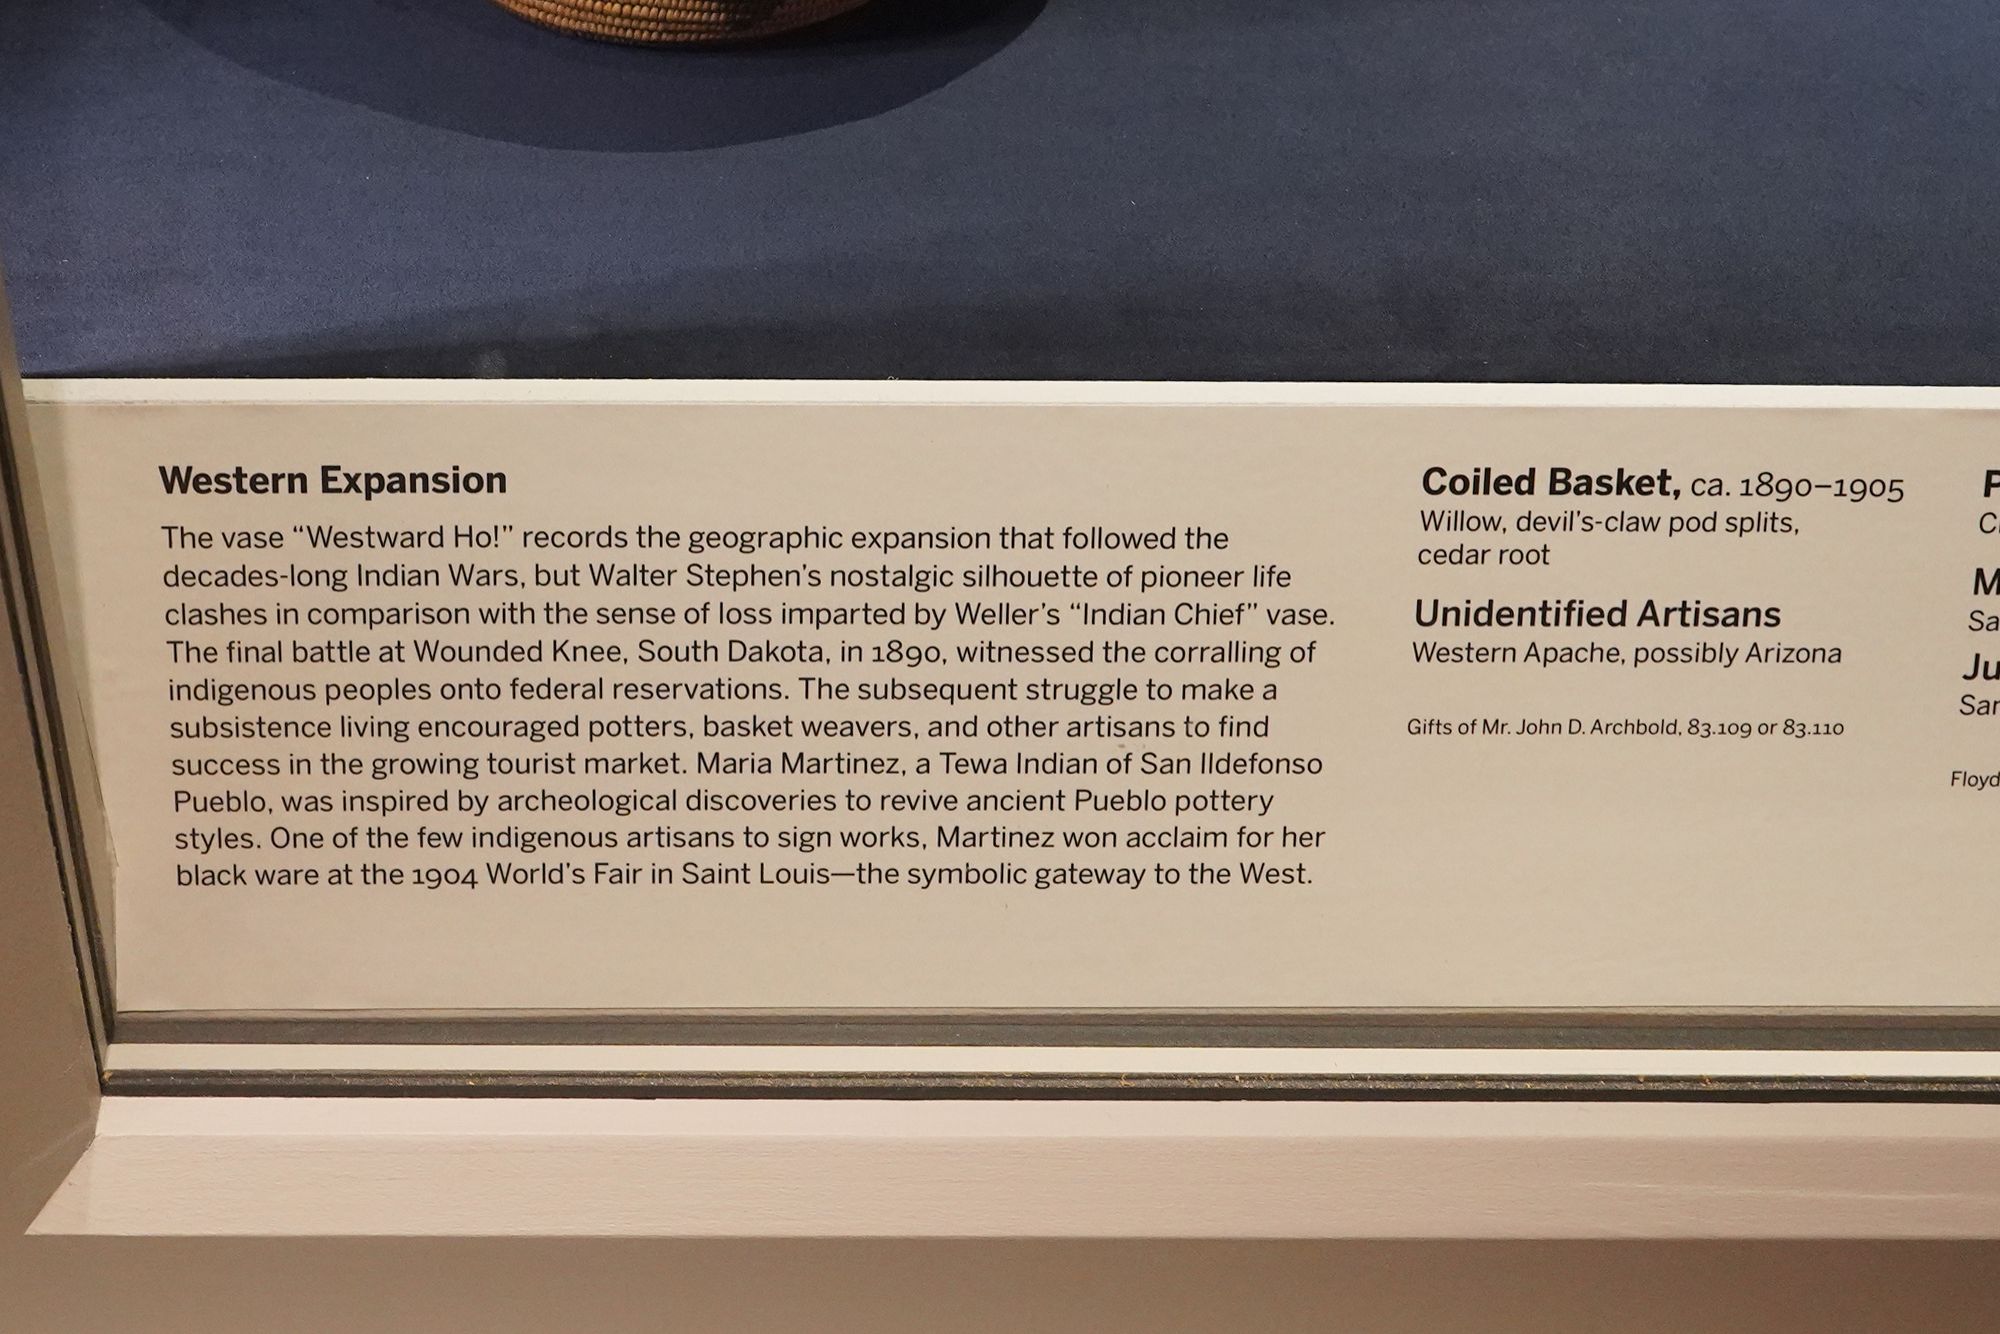 Western Expansion
The vase “Westward Ho!” records the geographic expansion that followed the
decades-long Indian Wars, but Walter Stephen’s nostalgic silhouette of pioneer life
clashes in comparison with the sense of loss imparted by Weller’s “Indian Chief” vase.
The final battle at Wounded Knee, South Dakota, in 1890, witnessed the corralling of
indigenous peoples onto federal reservations. The subsequent struggle to make a
subsistence living encouraged potters, basket weavers, and other artisans to find
success in the growing tourist market. Maria Martinez, a Tewa Indian of San Ildefonso
Pueblo, was inspired by archeological discoveries to revive ancient Pueblo pottery
styles. One of the few indigenous artisans to sign works, Martinez won acclaim for her
black ware at the 1904 World’s Fair in Saint Louis—the symbolic gateway to the West.
Coiled Basket, ca. 1890–1905
Willow, devil’s-claw pod splits,
cedar root
Unidentified Artisans
Western Apache, possibly Arizona
Gifts of Mr. John D. Archbold, 83.109 or 83.110
Floyd